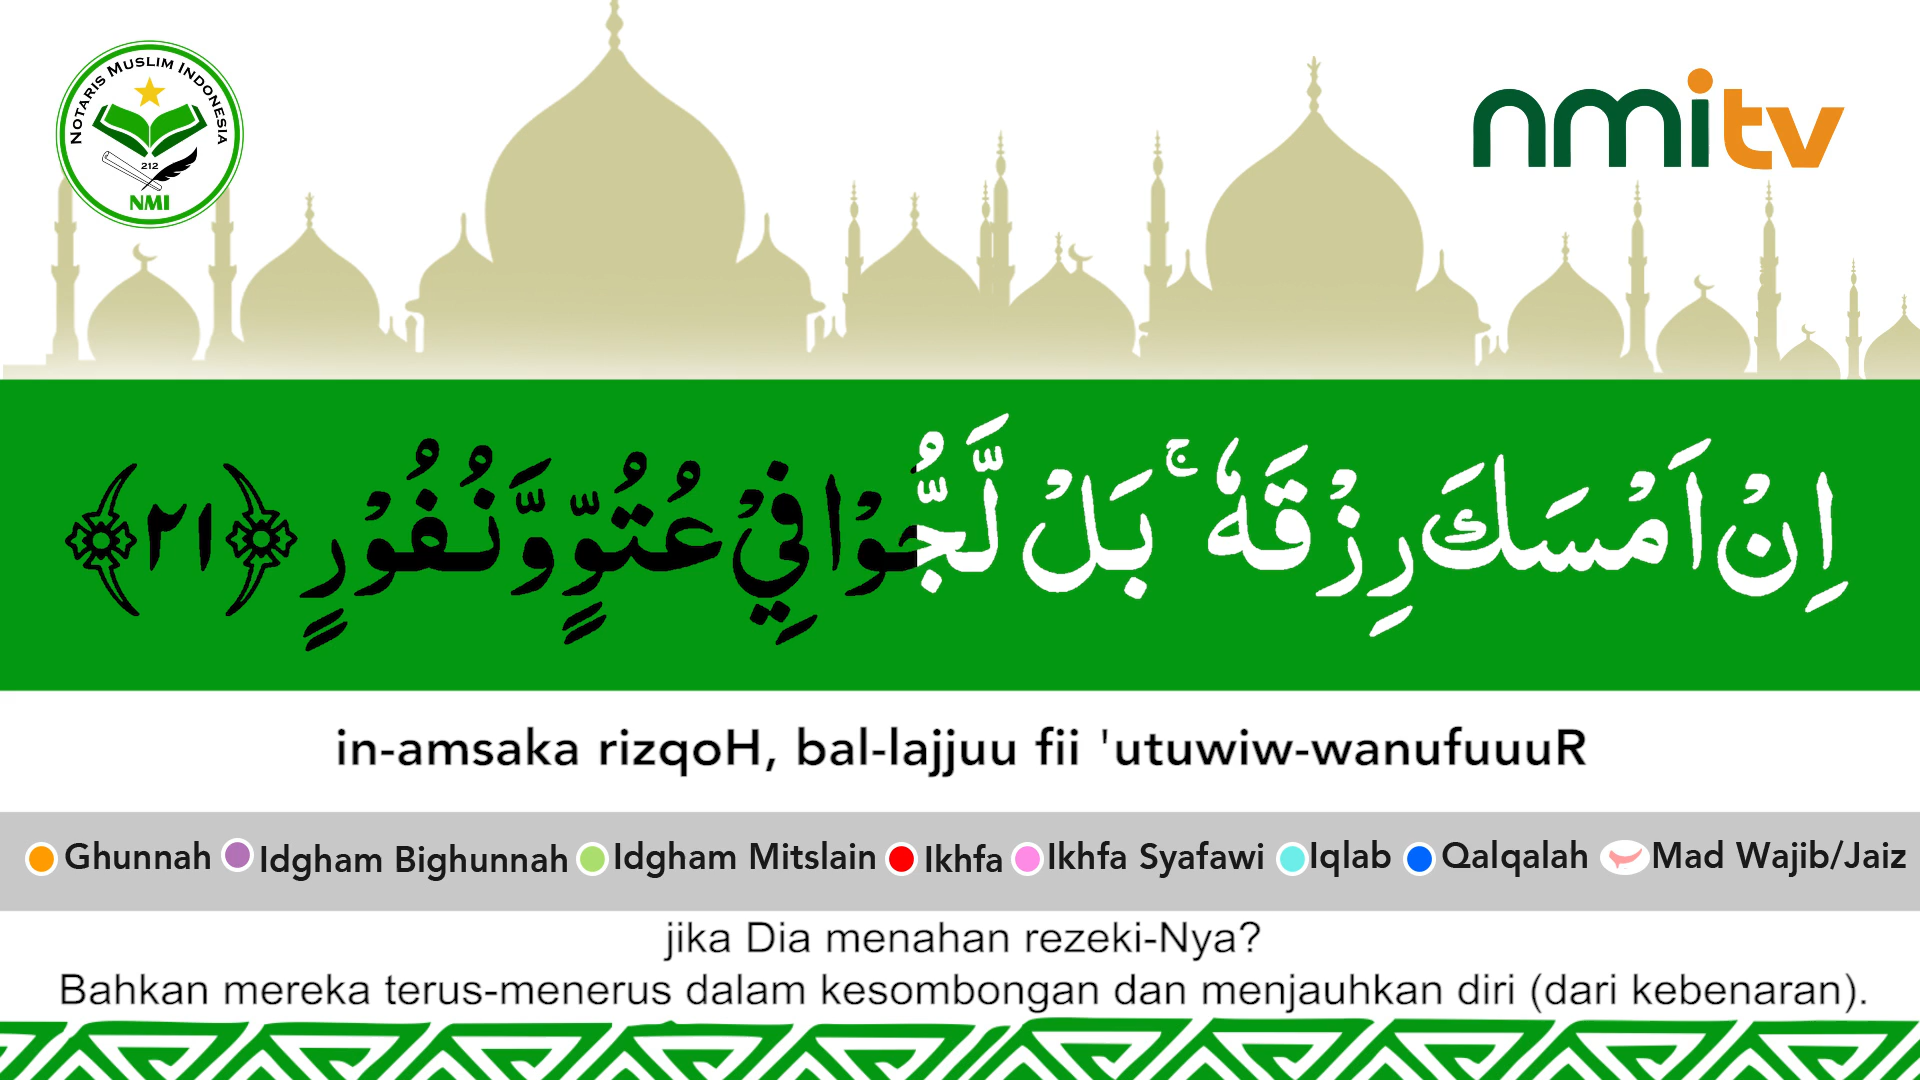 NOTARIS MUSLIM INDONESIA
212
NMI
nmitv
اِنْ اَمْسَكَ رِزْقَهٗ ۚ بَلْ لَّجُّوْا فِيْ عُتُوٍّ وَّنُفُوْرٍ ﴿٢١﴾
in-amsaka rizqoH, bal-lajjuu fii 'utuwiw-wanufuuuR
Ghunnah Idgham Bighunnah Idgham Mitslain Ikhfa Ikhfa Syafawi Iqlab Qalqalah Mad Wajib/Jaiz
jika Dia menahan rezeki-Nya?
Bahkan mereka terus-menerus dalam kesombongan dan menjauhkan diri (dari kebenaran).